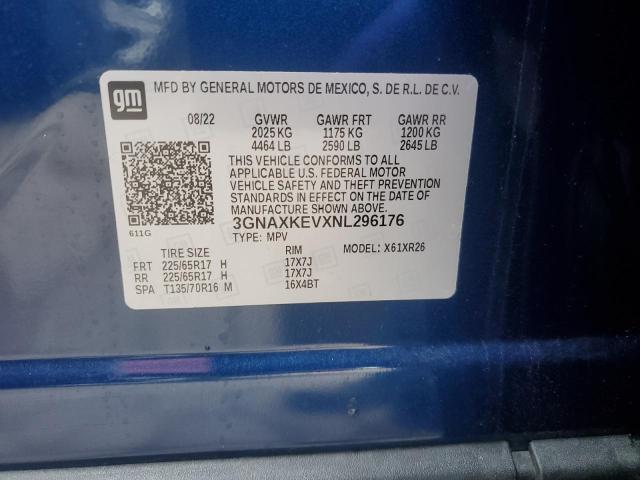 gm
MFD BY GENERAL MOTORS DE MEXICO, S. DE R.L. DE C.V.
08/22 GVWR GAWR FRT GAWR RR
2025 KG 1175 KG 1200 KG
4464 LB 2590 LB 2645 LB
THIS VEHICLE CONFORMS TO ALL
APPLICABLE U.S. FEDERAL MOTOR
VEHICLE SAFETY AND THEFT PREVENTION
STANDARDS IN EFFECT ON THE DATE OF
MANUFACTURE SHOWN ABOVE.
3GNAXKEVXNL296176
611G
TYPE: MPV MODEL: X61XR26
TIRE SIZE RIM
FRT 225/65R17 H 17X7J
RR 225/65R17 H 17X7J
SPA T135/70R16 M 16X4BT